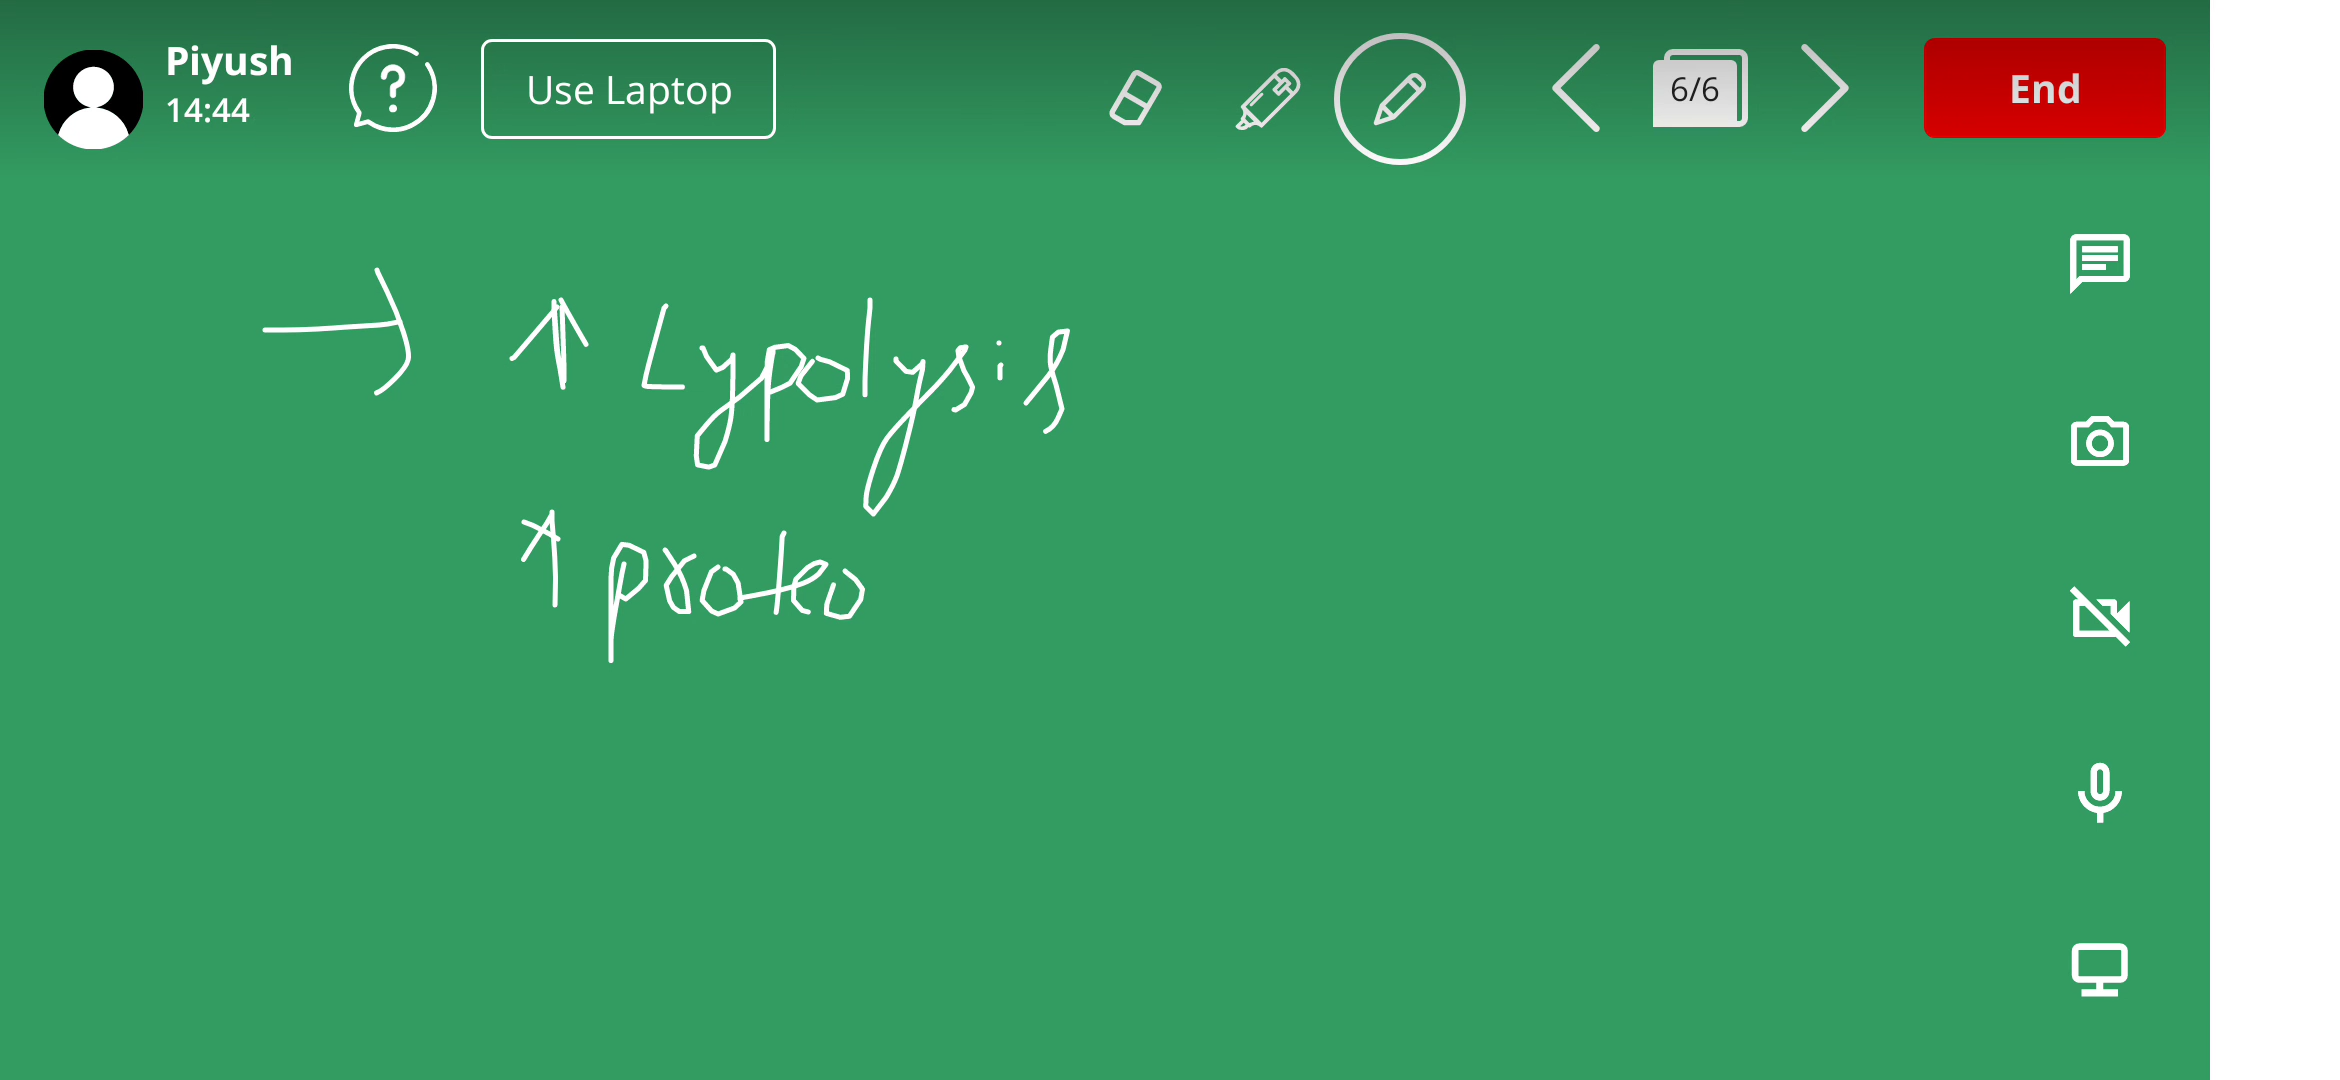 Piyush
14:44
Use Laptop
6/6
End
→ ↑ Lypolysis
↑ proteo